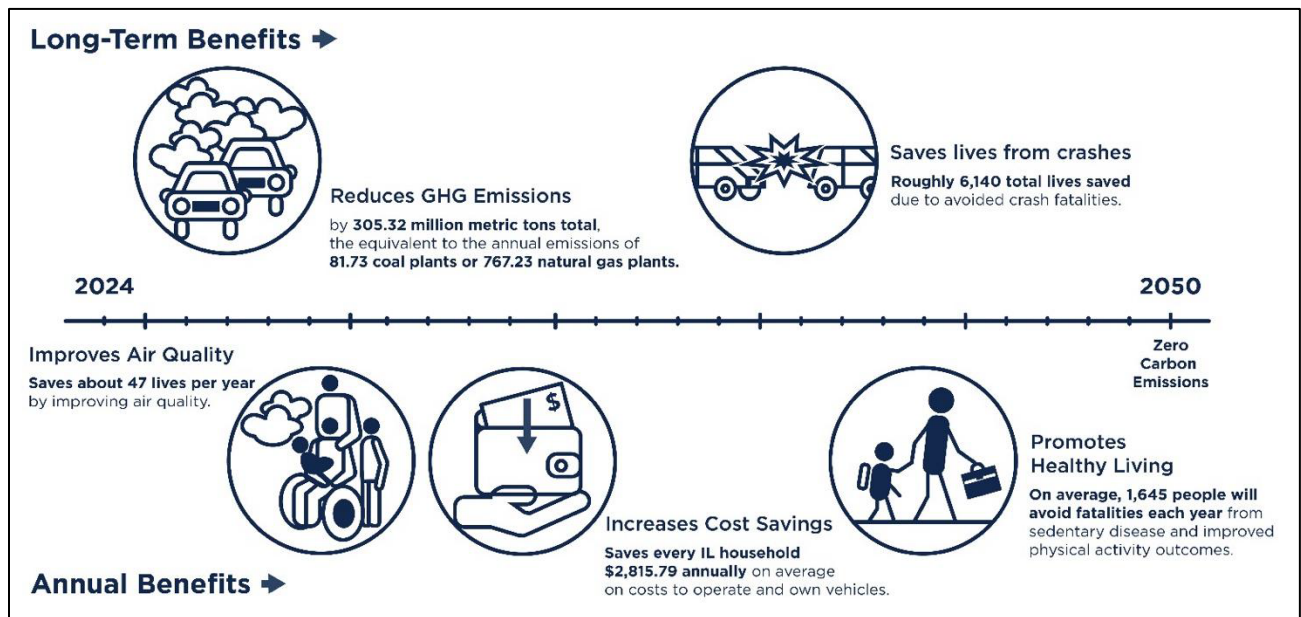 Long-Term Benefits
Reduces GHG Emissions
by 305.32 million metric tons total,
the equivalent to the annual emissions of
81.73 coal plants or 767.23 natural gas plants.
Saves lives from crashes
Roughly 6,140 total lives saved
due to avoided crash fatalities.
2024
2050
Zero
Carbon
Emissions
Improves Air Quality
Saves about 47 lives per year
by improving air quality.
$
Increases Cost Savings
Saves every IL household
$2,815.79 annually on average
on costs to operate and own vehicles.
Promotes
Healthy Living
On average, 1,645 people will
avoid fatalities each year from
sedentary disease and improved
physical activity outcomes.
Annual Benefits